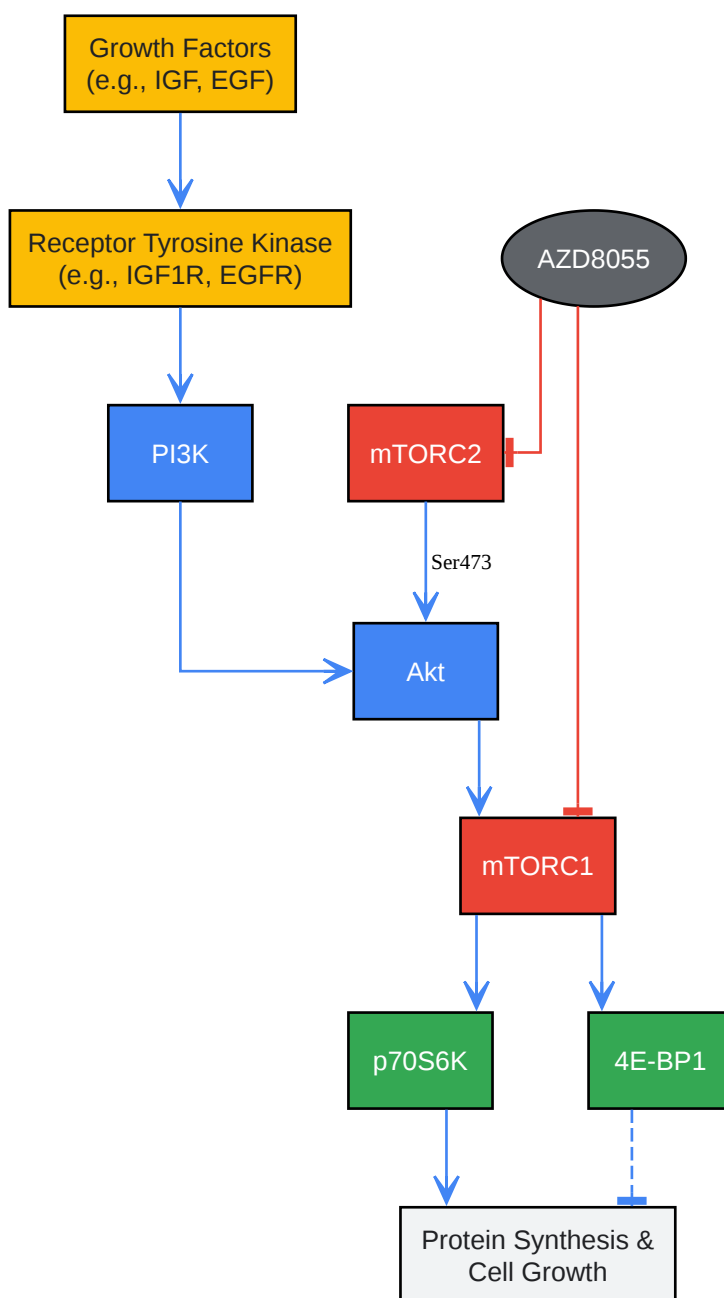 Growth Factors
(e.g., IGF, EGF)
Receptor Tyrosine Kinase
(e.g., IGF1R, EGFR)
AZD8055
PI3K
mTORC2
Ser473
Akt
mTORC1
p70S6K
4E-BP1
Protein Synthesis &
Cell Growth